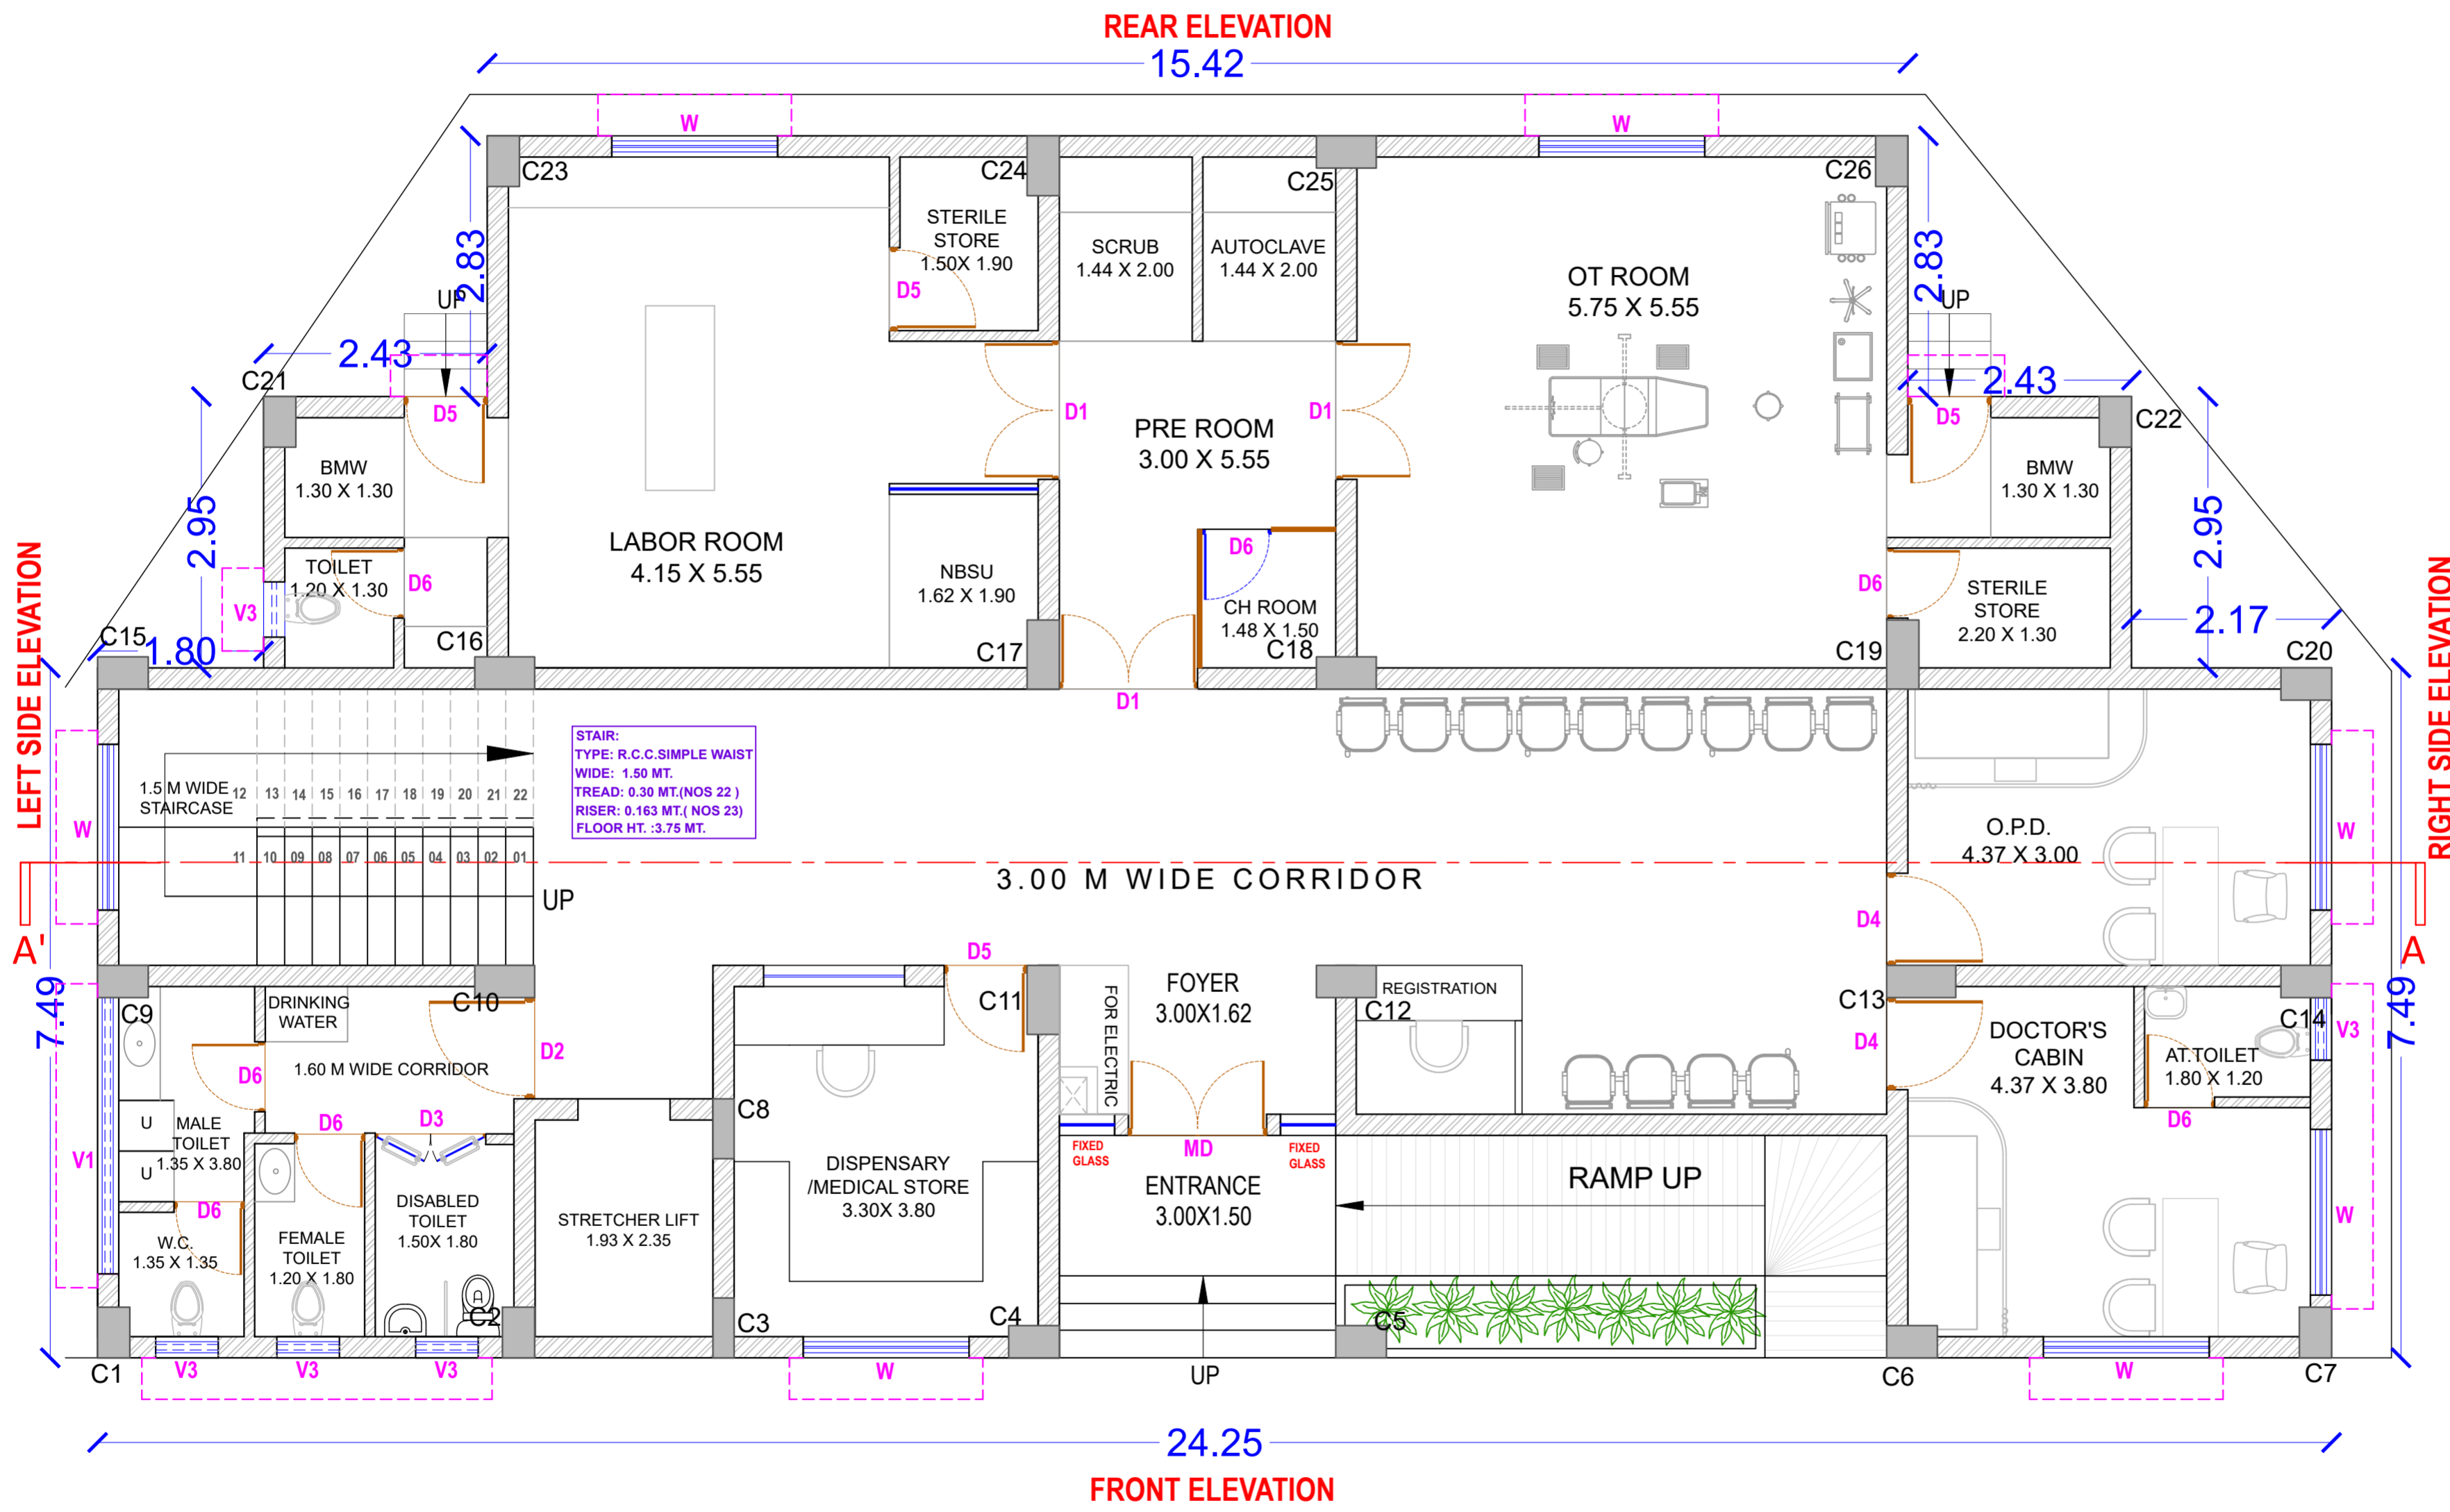 REAR ELEVATION
15.42
W
W
C23
C24
C25
C26
STERILE
STORE
1.50X 1.90
SCRUB
1.44 X 2.00
AUTOCLAVE
1.44 X 2.00
OT ROOM
5.75 X 5.55
2.83
2.83
D5
UP
UP
2.43
2.43
C21
C22
D5
D5
D1
D1
PRE ROOM
3.00 X 5.55
BMW
1.30 X 1.30
BMW
1.30 X 1.30
2.95
2.95
LABOR ROOM
4.15 X 5.55
NBSU
1.62 X 1.90
D6
CH ROOM
1.48 X 1.50
TOILET
1.20 X 1.30
D6
V3
D6
STERILE
STORE
2.20 X 1.30
2.17
C15
1.80
C16
C17
C18
C19
C20
D1
LEFT SIDE ELEVATION
RIGHT SIDE ELEVATION
STAIR:
TYPE: R.C.C.SIMPLE WAIST
WIDE: 1.50 MT.
TREAD: 0.30 MT.(NOS 22 )
RISER: 0.163 MT.( NOS 23)
FLOOR HT. :3.75 MT.
1.5 M WIDE
STAIRCASE
12 13 14 15 16 17 18 19 20 21 22
11 10 09 08 07 06 05 04 03 02 01
W
W
O.P.D.
4.37 X 3.00
3.00 M WIDE CORRIDOR
UP
D4
A'
A
7.49
7.49
D5
C9
DRINKING
WATER
C10
C11
FOR ELECTRIC
FOYER
3.00X1.62
REGISTRATION
C12
C13
C14
D2
D4
V3
DOCTOR'S
CABIN
4.37 X 3.80
AT.TOILET
1.80 X 1.20
D6
1.60 M WIDE CORRIDOR
D6
D6
D3
C8
U
U
MALE
TOILET
1.35 X 3.80
V1
FIXED
GLASS
MD
FIXED
GLASS
DISPENSARY
/MEDICAL STORE
3.30X 3.80
ENTRANCE
3.00X1.50
RAMP UP
D6
W.C.
1.35 X 1.35
FEMALE
TOILET
1.20 X 1.80
DISABLED
TOILET
1.50X 1.80
STRETCHER LIFT
1.93 X 2.35
W
C2
C3
C4
C5
C1
V3
V3
V3
W
UP
C6
W
C7
24.25
FRONT ELEVATION